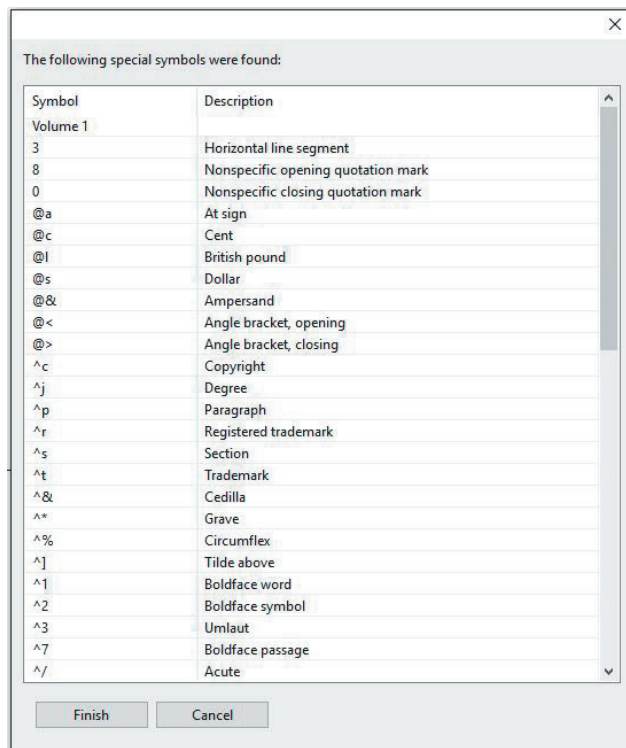 The following special symbols were found:
Symbol Description
Volume 1
3 Horizontal line segment
8 Nonspecific opening quotation mark
0 Nonspecific closing quotation mark
@a At sign
@c Cent
@l British pound
@s Dollar
@& Ampersand
@< Angle bracket, opening
@> Angle bracket, closing
^c Copyright
^j Degree
^p Paragraph
^r Registered trademark
^s Section
^t Trademark
^& Cedilla
^* Grave
^% Circumflex
^] Tilde above
^1 Boldface word
^2 Boldface symbol
^3 Umlaut
^7 Boldface passage
^/ Acute
Finish Cancel